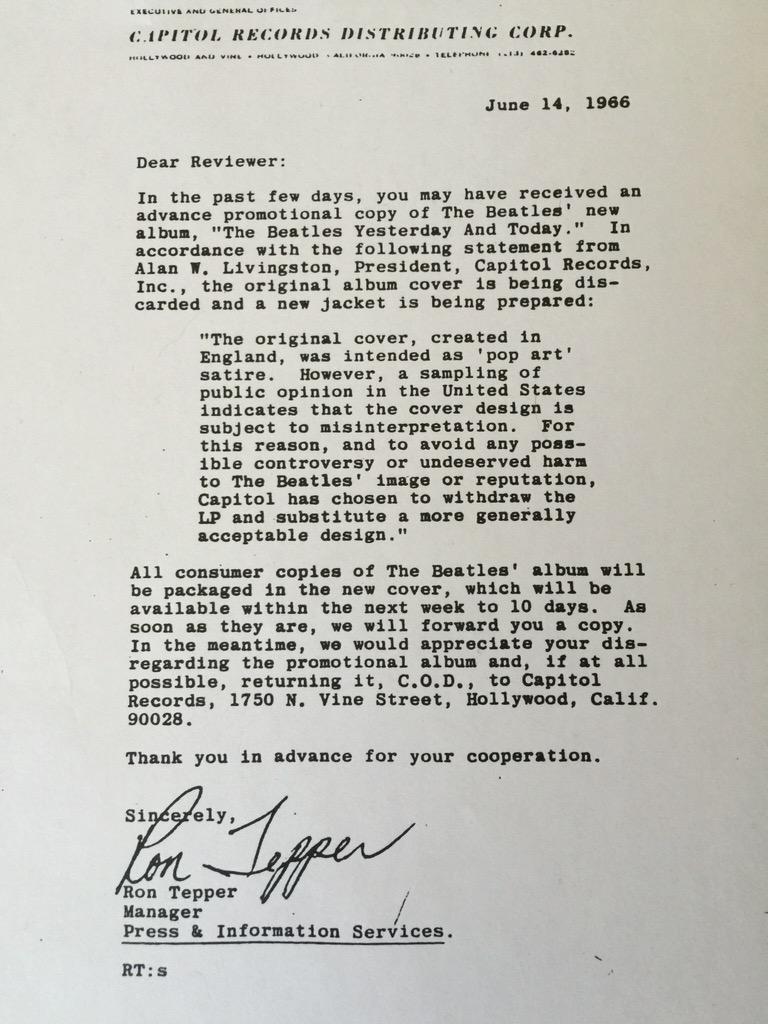 EXECUTIVE AND GENERAL OFFICES
CAPITOL RECORDS DISTRIBUTING CORP.
HOLLYWOOD AND VINE • HOLLYWOOD CALIFORNIA • TELEPHONE 462-6252
June 14, 1966
Dear Reviewer:
In the past few days, you may have received an
advance promotional copy of The Beatles' new
album, "The Beatles Yesterday And Today." In
accordance with the following statement from
Alan W. Livingston, President, Capitol Records,
Inc., the original album cover is being dis-
carded and a new jacket is being prepared:
"The original cover, created in
England, was intended as 'pop art'
satire. However, a sampling of
public opinion in the United States
indicates that the cover design is
subject to misinterpretation. For
this reason, and to avoid any poss-
ible controversy or undeserved harm
to The Beatles' image or reputation,
Capitol has chosen to withdraw the
LP and substitute a more generally
acceptable design."
All consumer copies of The Beatles' album will
be packaged in the new cover, which will be
available within the next week to 10 days. As
soon as they are, we will forward you a copy.
In the meantime, we would appreciate your dis-
regarding the promotional album and, if at all
possible, returning it, C.O.D., to Capitol
Records, 1750 N. Vine Street, Hollywood, Calif.
90028.
Thank you in advance for your cooperation.
Sincerely,
Ron Tepper
Ron Tepper
Manager
Press & Information Services.
RT:s